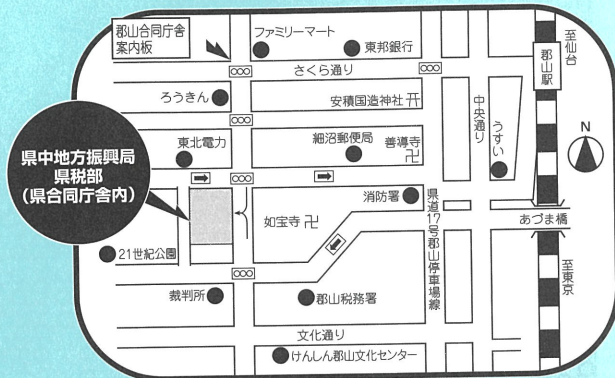 郡山合同庁舎
案内板
ファミリーマート
東邦銀行
至仙台
郡山駅
さくら通り
ろうきん
安積国造神社
中央通り
うすい
N
県中地方振興局
県税部
(県合同庁舎内)
東北電力
細沼郵便局
善導寺
消防署
県道17号郡山停車場線
あづま橋
如宝寺
21世紀公園
至東京
裁判所
郡山税務署
文化通り
けんしん郡山文化センター